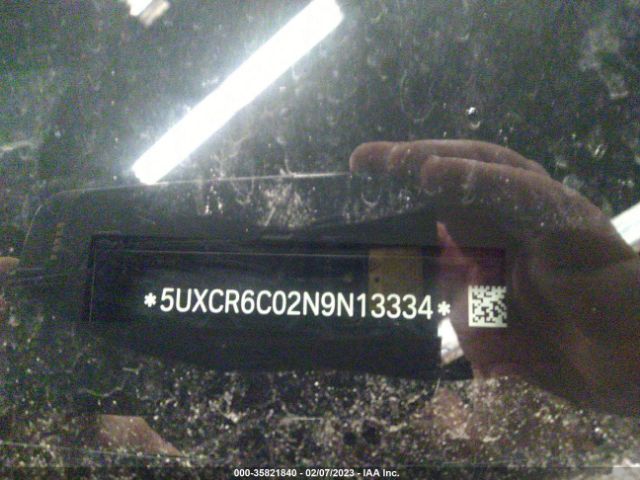 *5UXCR6C02N9N13334*
000-35821840 - 02/07/2023 - IAA Inc.